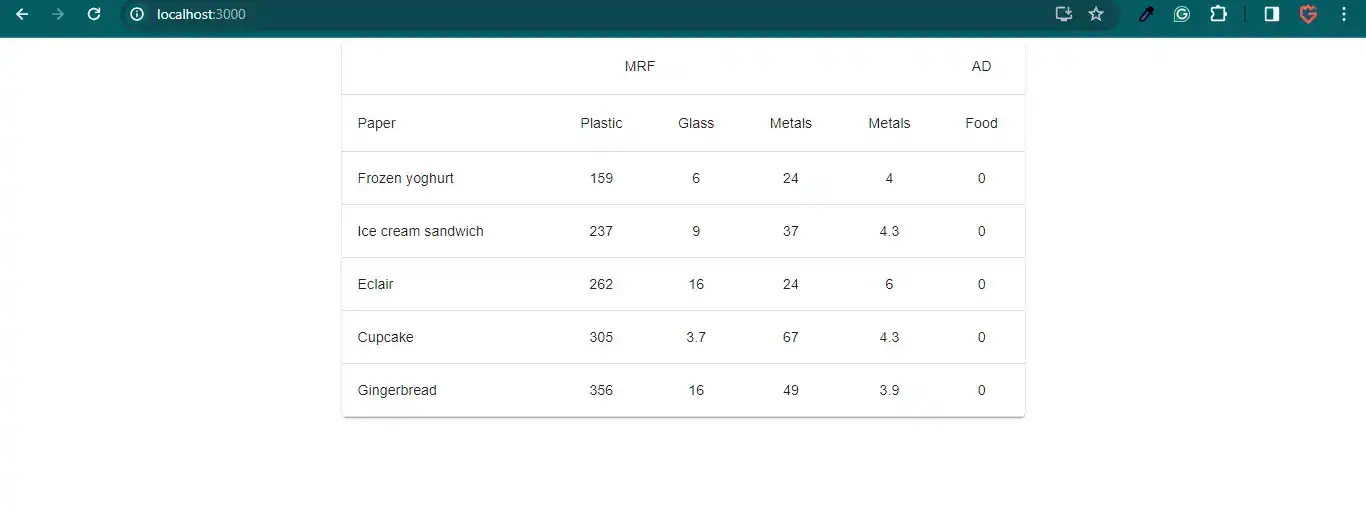 localhost:3000
MRF AD
Paper Plastic Glass Metals Metals Food
Frozen yoghurt 159 6 24 4 0
Ice cream sandwich 237 9 37 4.3 0
Eclair 262 16 24 6 0
Cupcake 305 3.7 67 4.3 0
Gingerbread 356 16 49 3.9 0